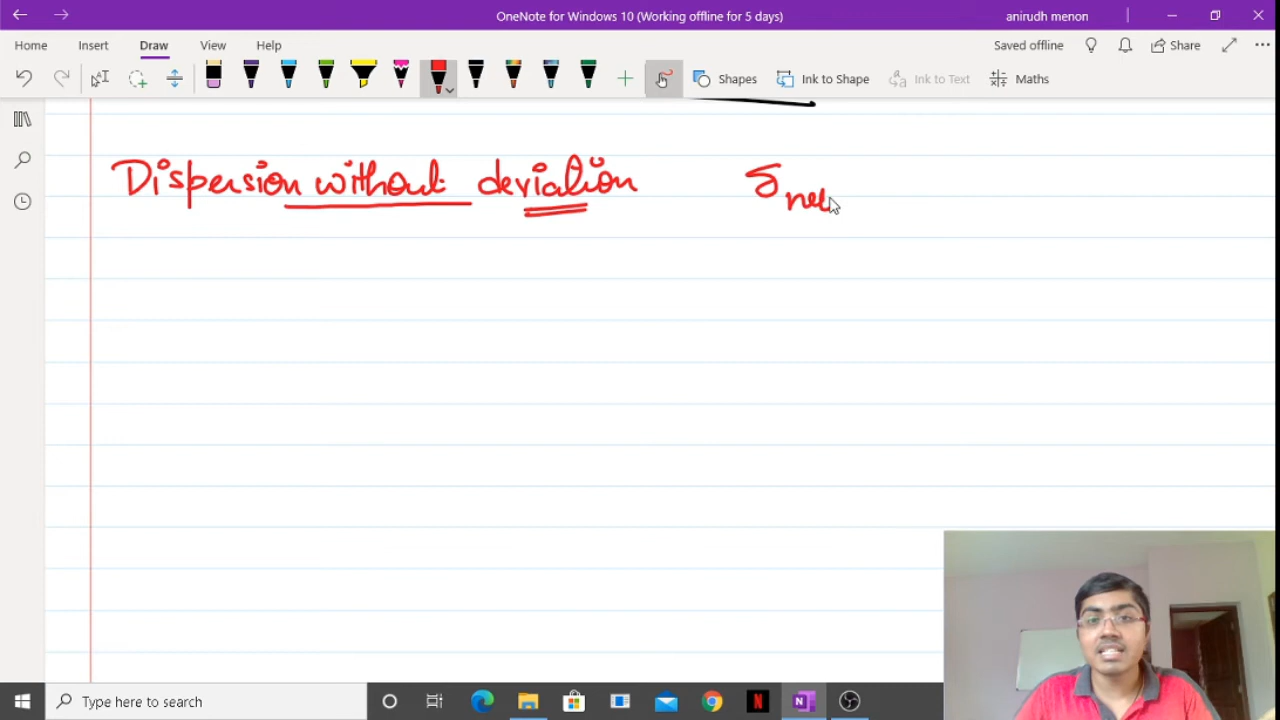 OneNote for Windows 10 (Working offline for 5 days)
anirudh menon
Home Insert Draw View Help
Saved offline Share
Shapes Ink to Shape Ink to Text Maths
Dispersion without deviation
δ
Type here to search